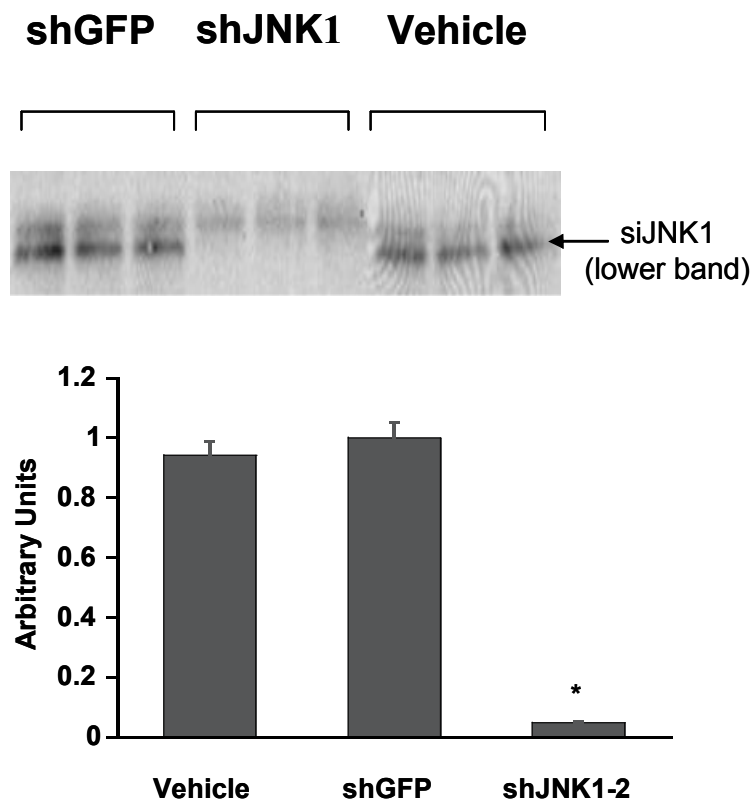 shGFP shJNK1 Vehicle
siJNK1
(lower band)
1.2
1
0.8
0.6
0.4
0.2
0
Arbitrary Units
*
Vehicle shGFP shJNK1-2